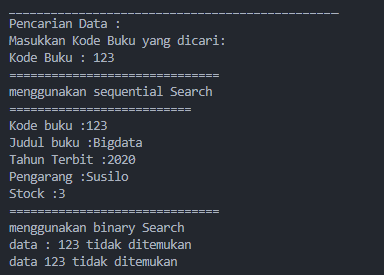 _______________________________________________
Pencarian Data :
Masukkan Kode Buku yang dicari:
Kode Buku : 123
==============================
menggunakan sequential Search
==========================
Kode buku :123
Judul buku :Bigdata
Tahun Terbit :2020
Pengarang :Susilo
Stock :3
==============================
menggunakan binary Search
data : 123 tidak ditemukan
data 123 tidak ditemukan